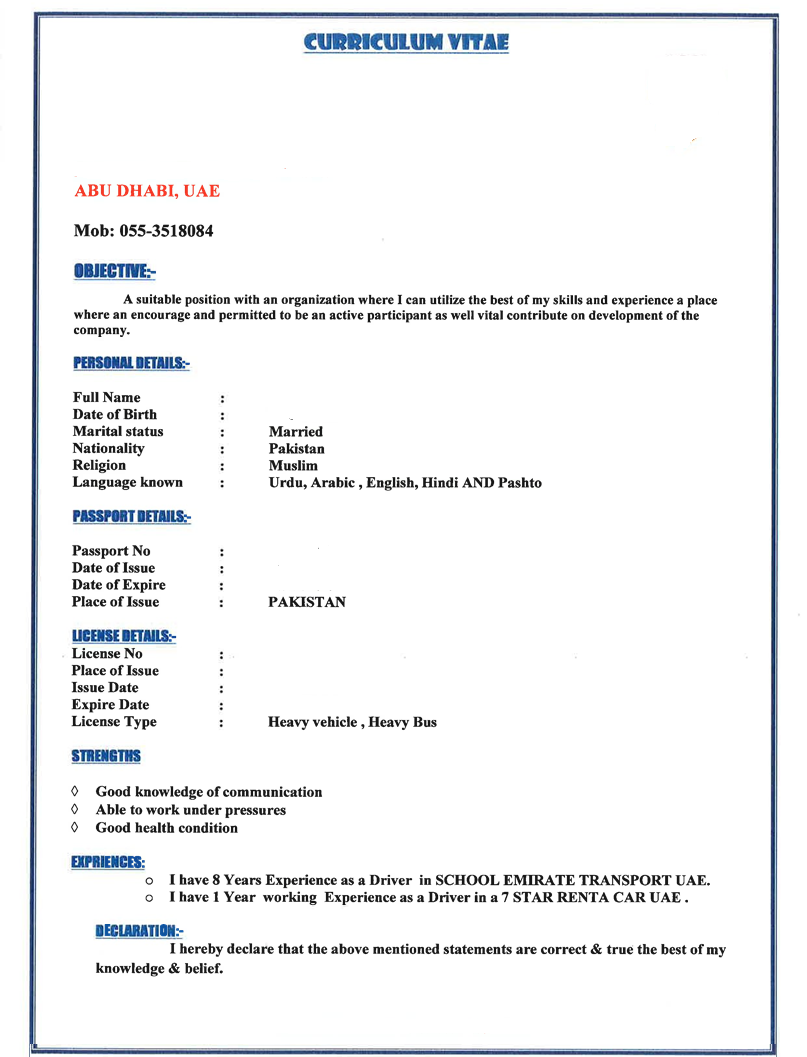 CURRICULUM VITAE
ABU DHABI, UAE
Mob: 055-3518084
OBJECTIVE:-
A suitable position with an organization where I can utilize the best of my skills and experience a place
where an encourage and permitted to be an active participant as well vital contribute on development of the
company.
PERSONAL DETAILS:-
Full Name :
Date of Birth :
Marital status : Married
Nationality : Pakistan
Religion : Muslim
Language known : Urdu, Arabic , English, Hindi AND Pashto
PASSPORT DETAILS:-
Passport No :
Date of Issue :
Date of Expire :
Place of Issue : PAKISTAN
LICENSE DETAILS:-
License No :
Place of Issue :
Issue Date :
Expire Date :
License Type : Heavy vehicle , Heavy Bus
STRENGTHS
◊ Good knowledge of communication
◊ Able to work under pressures
◊ Good health condition
EXPRIENCES:
o I have 8 Years Experience as a Driver in SCHOOL EMIRATE TRANSPORT UAE.
o I have 1 Year working Experience as a Driver in a 7 STAR RENTA CAR UAE .
DECLARATION:-
I hereby declare that the above mentioned statements are correct & true the best of my
knowledge & belief.